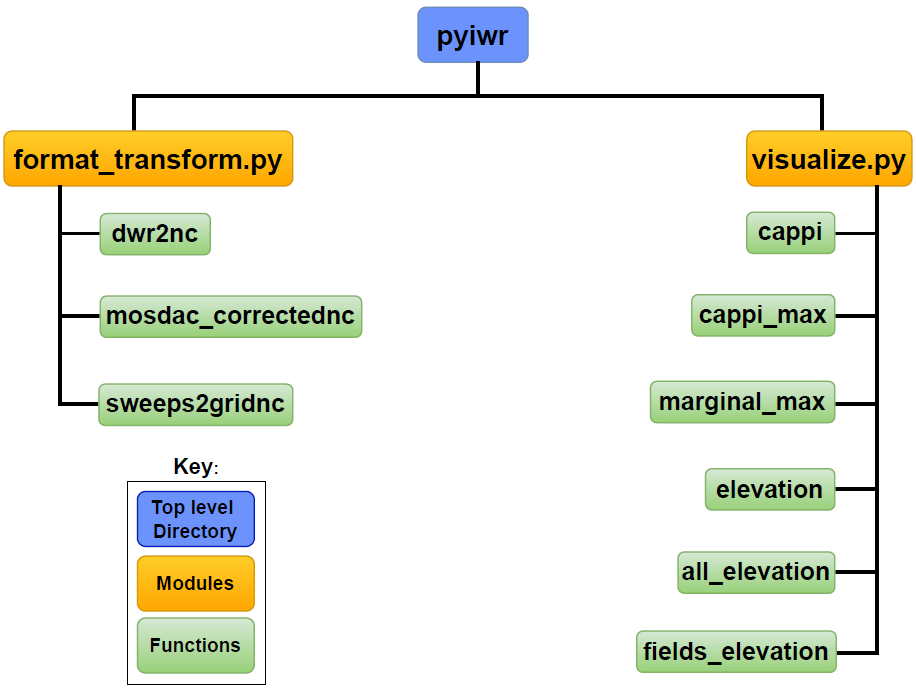 pyiwr
format_transform.py
dwr2nc
mosdac_correctednc
sweeps2gridnc
visualize.py
cappi
cappi_max
marginal_max
elevation
all_elevation
fields_elevation
Key:
Top level
Directory
Modules
Functions